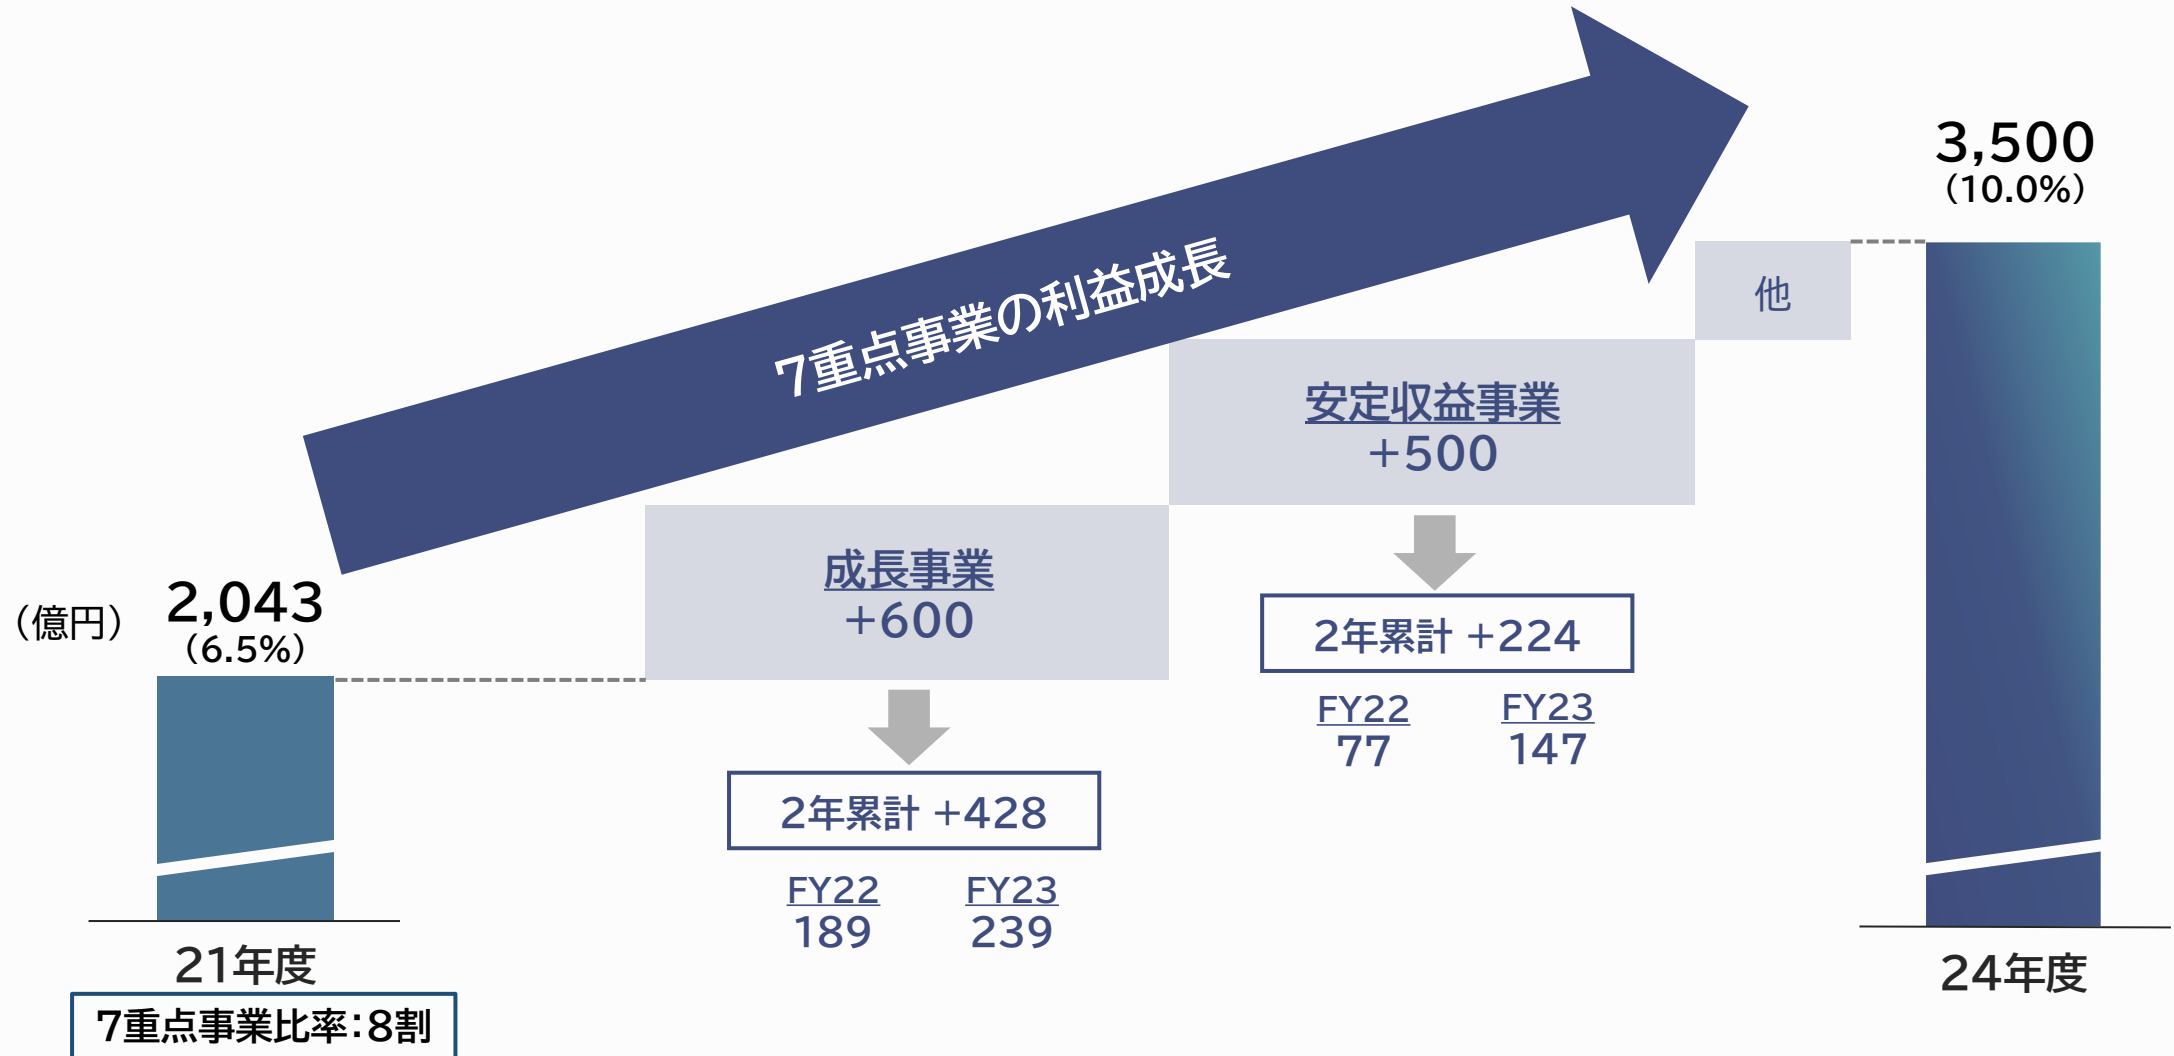 3,500
(10.0%)
7重点事業の利益成長
他
安定収益事業
+500
成長事業
+600
(億円)
2,043
(6.5%)
2年累計 +224
FY22
77
FY23
147
2年累計 +428
FY22
189
FY23
239
21年度
24年度
7重点事業比率:8割